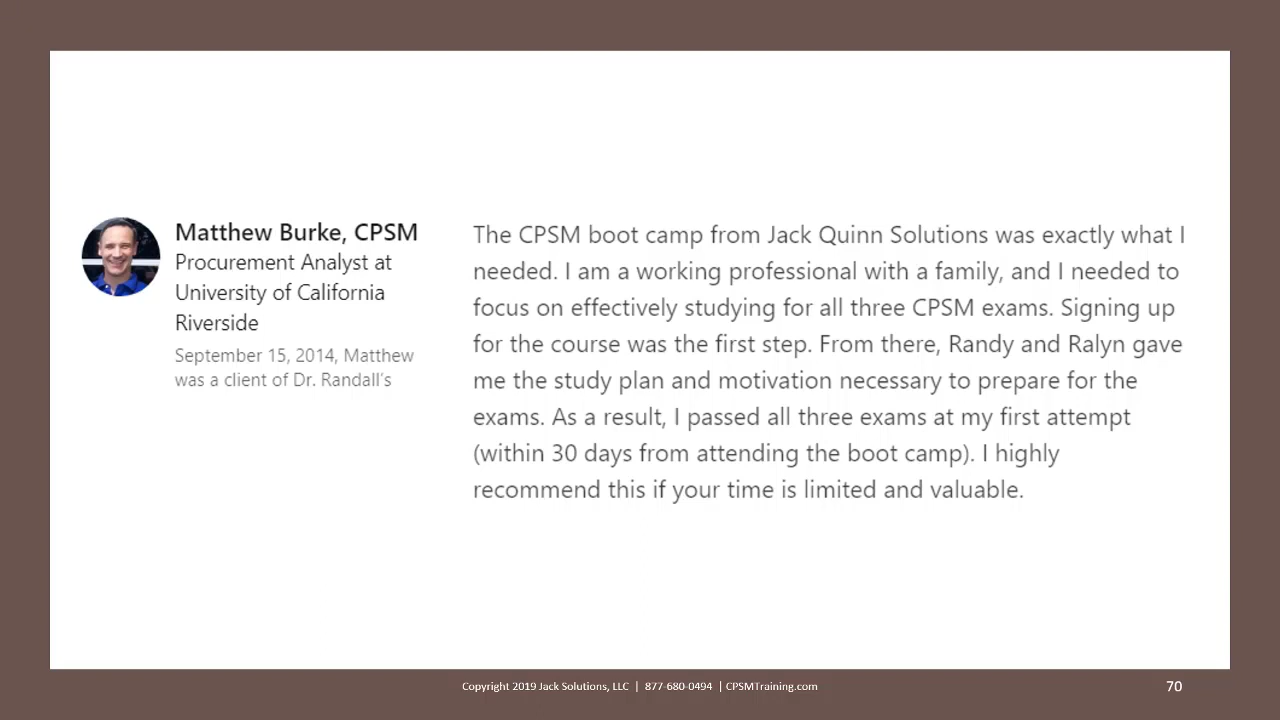 Matthew Burke, CPSM
Procurement Analyst at
University of California
Riverside
September 15, 2014, Matthew
was a client of Dr. Randall's
The CPSM boot camp from Jack Quinn Solutions was exactly what I
needed. I am a working professional with a family, and I needed to
focus on effectively studying for all three CPSM exams. Signing up
for the course was the first step. From there, Randy and Ralyn gave
me the study plan and motivation necessary to prepare for the
exams. As a result, I passed all three exams at my first attempt
(within 30 days from attending the boot camp). I highly
recommend this if your time is limited and valuable.
Copyright 2019 Jack Solutions, LLC | 877-680-0494 | CPSMTraining.com
70